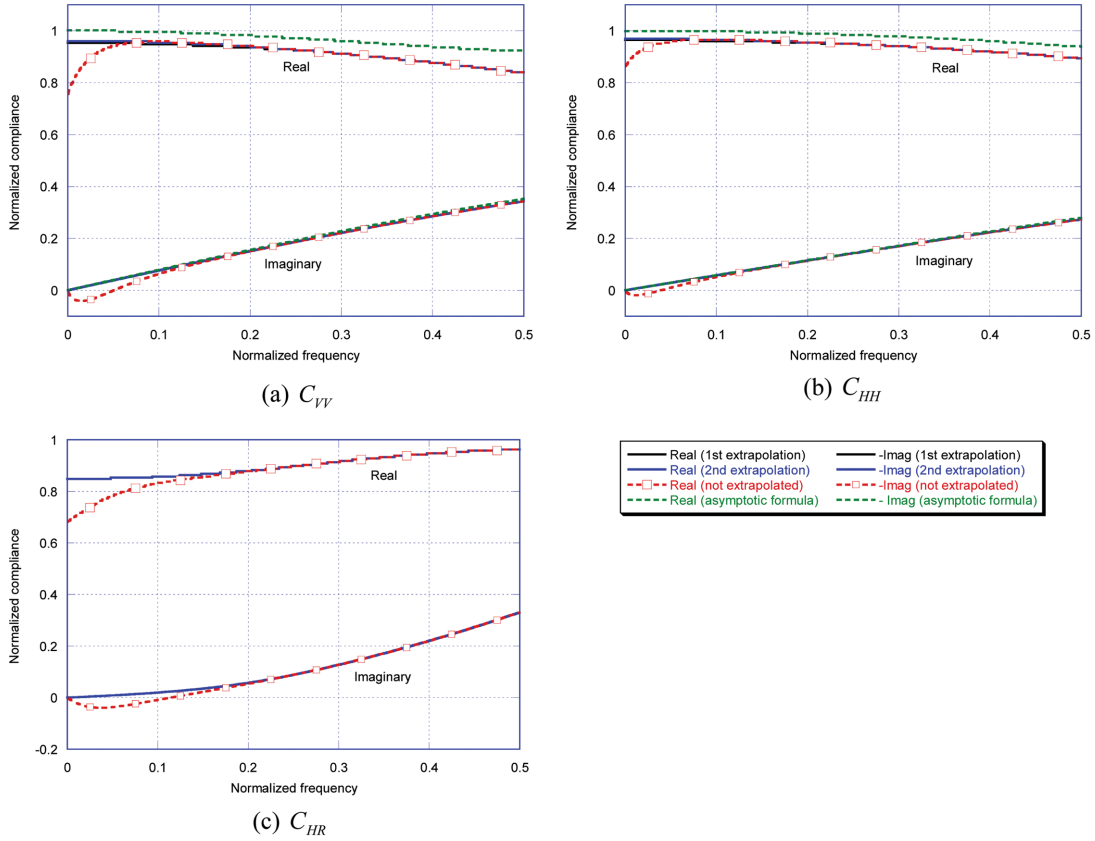 1
0.8
0.6
0.4
0.2
0
Normalized compliance
Real
Imaginary
0 0.1 0.2 0.3 0.4 0.5
Normalized frequency
(a) C_VV
1
0.8
0.6
0.4
0.2
0
Normalized compliance
Real
Imaginary
0 0.1 0.2 0.3 0.4 0.5
Normalized frequency
(b) C_HH
1
0.8
0.6
0.4
0.2
0
-0.2
Normalized compliance
Real
Imaginary
0 0.1 0.2 0.3 0.4 0.5
Normalized frequency
(c) C_HR
Real (1st extrapolation) -Imag (1st extrapolation)
Real (2nd extrapolation) -Imag (2nd extrapolation)
Real (not extrapolated) -Imag (not extrapolated)
Real (asymptotic formula) - Imag (asymptotic formula)